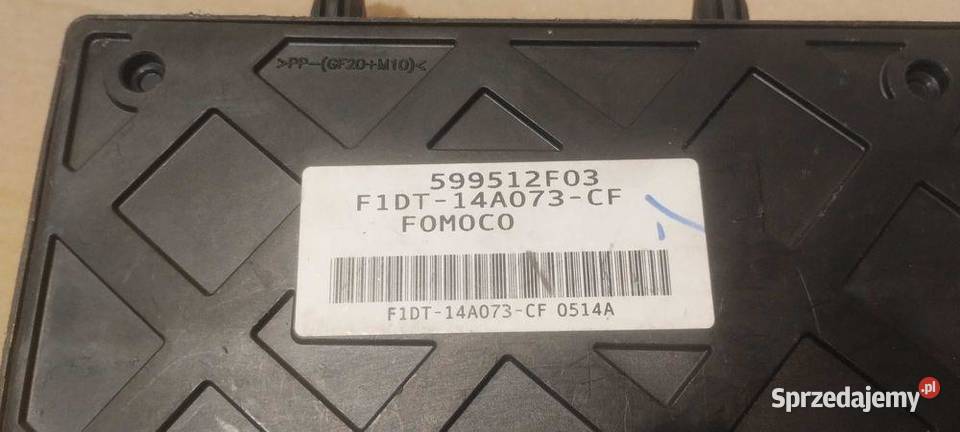 >PP-(GF20+M10)<
599512F03
F1DT-14A073-CF
FOMOCO
F1DT-14A073-CF 0514A
Sprzedajemy.pl